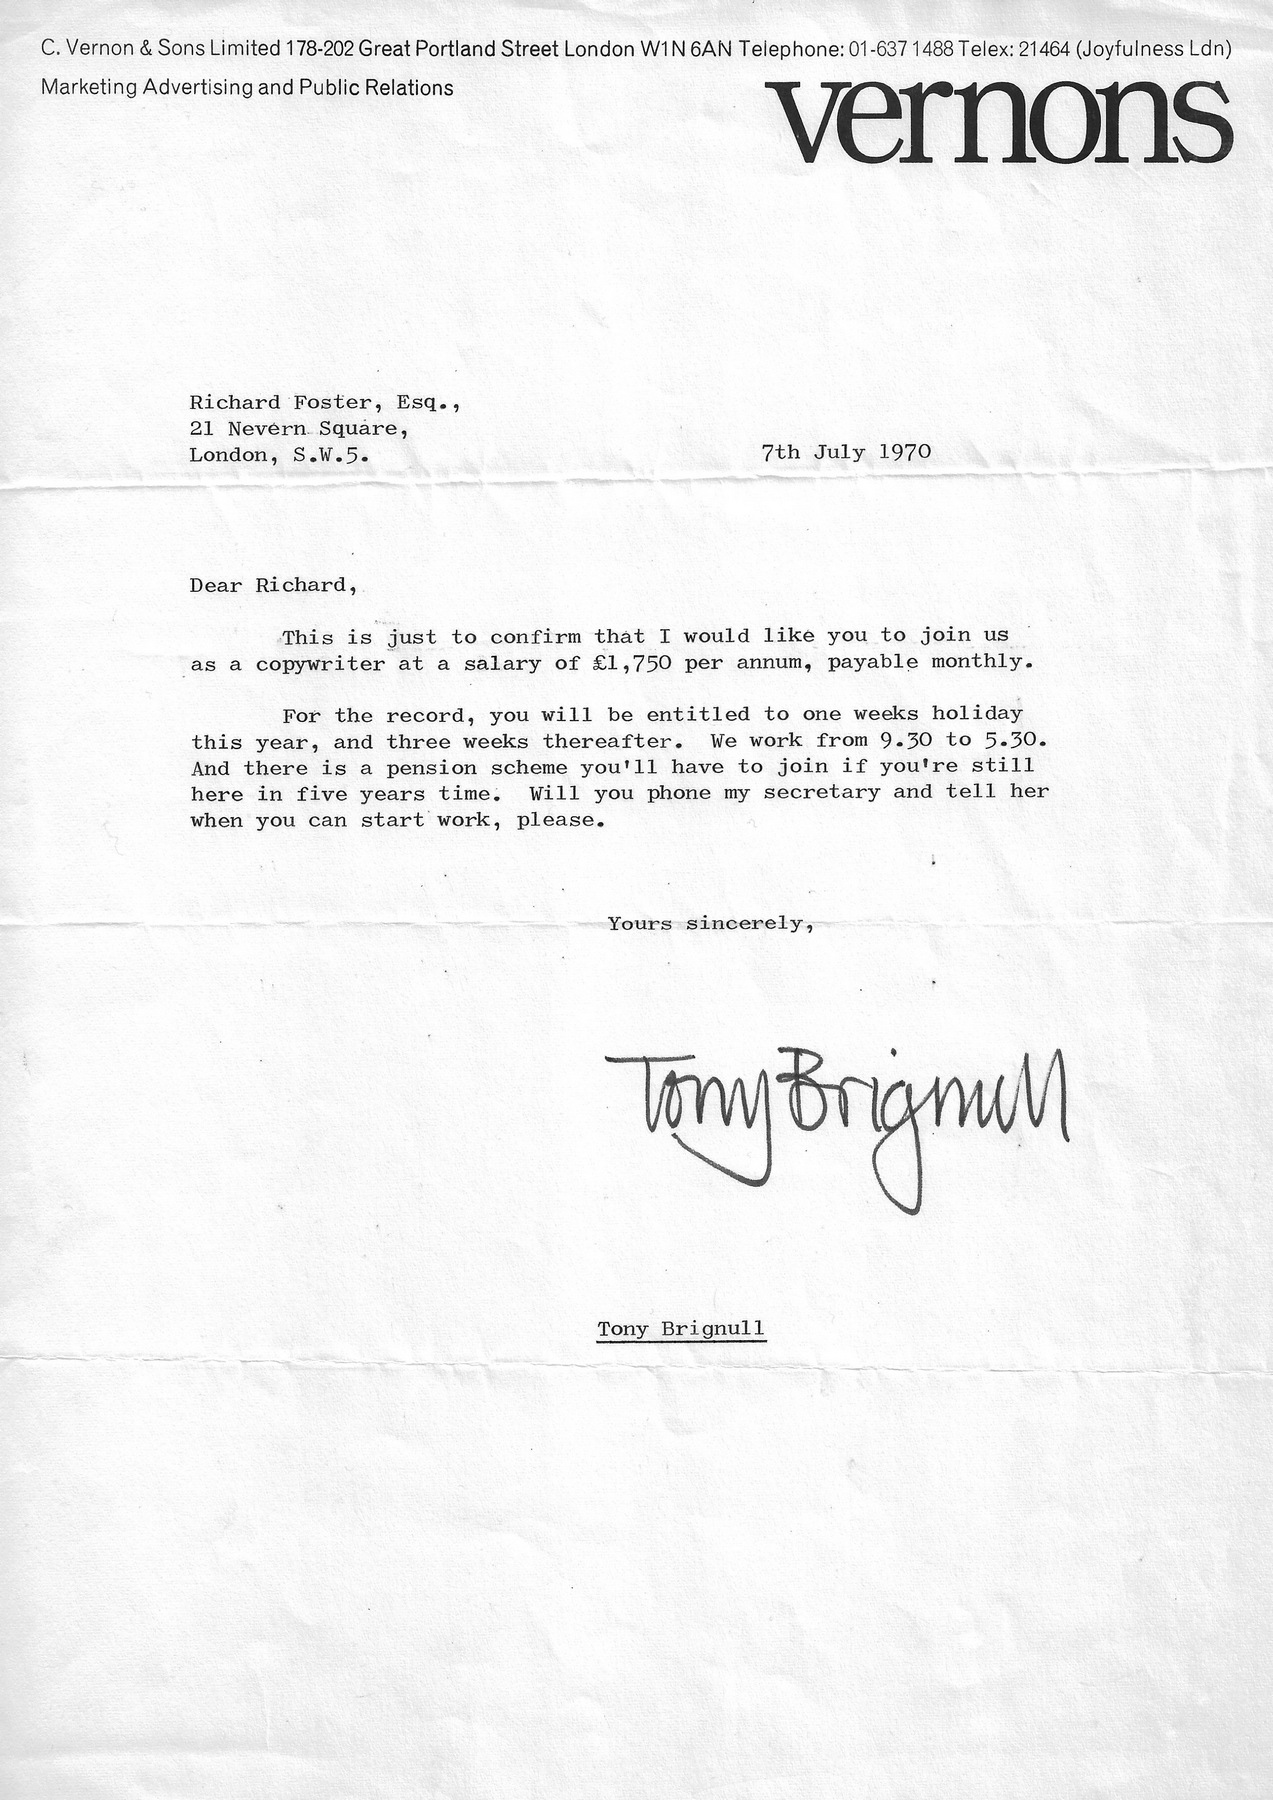 C. Vernon & Sons Limited 178-202 Great Portland Street London W1N 6AN Telephone: 01-637 1488 Telex: 21464 (Joyfulness Ldn)
Marketing Advertising and Public Relations
vernons
Richard Foster, Esq.,
21 Nevern Square,
London, S.W.5.
7th July 1970
Dear Richard,
This is just to confirm that I would like you to join us
as a copywriter at a salary of £1,750 per annum, payable monthly.
For the record, you will be entitled to one weeks holiday
this year, and three weeks thereafter. We work from 9.30 to 5.30.
And there is a pension scheme you'll have to join if you're still
here in five years time. Will you phone my secretary and tell her
when you can start work, please.
Yours sincerely,
Tony Brignull
Tony Brignull